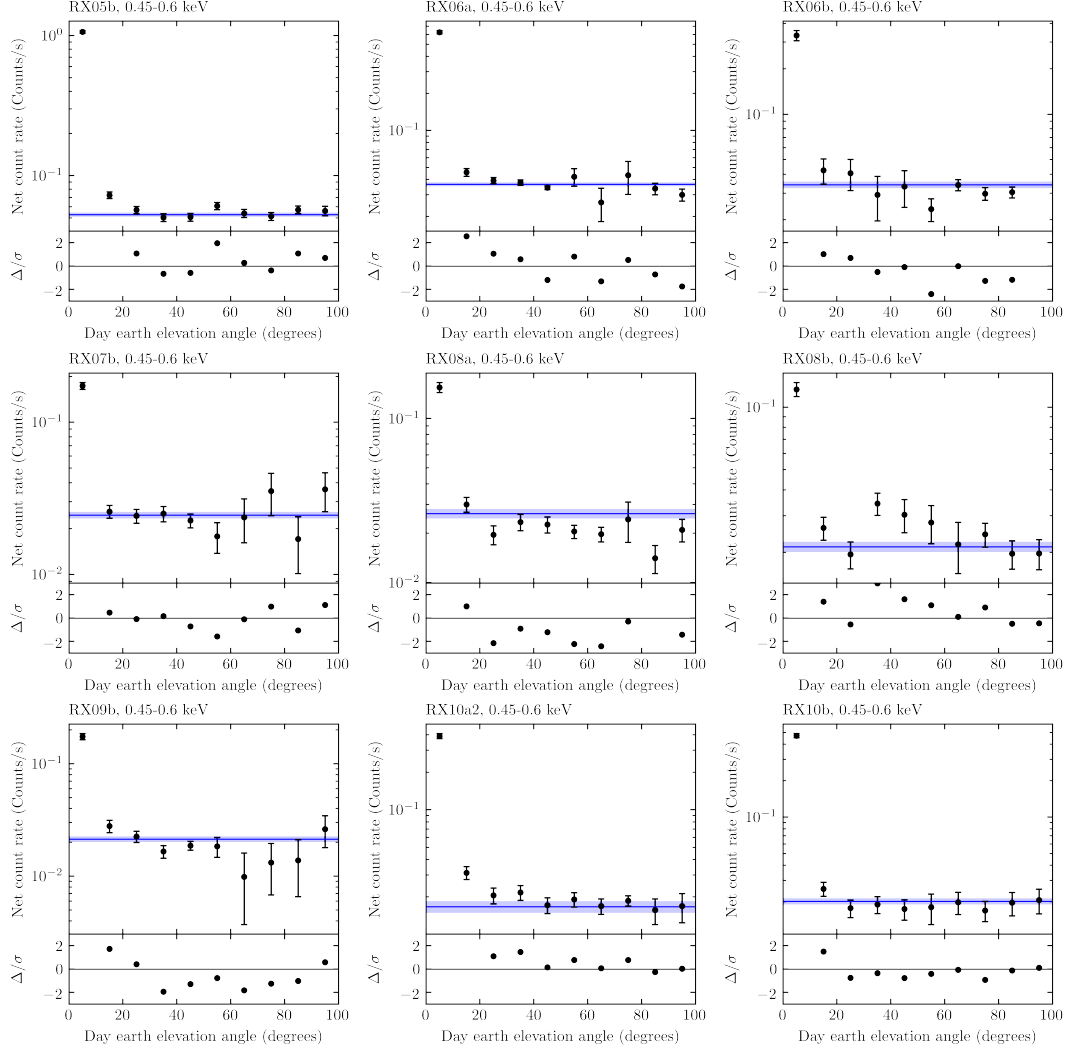 RX05b, 0.45-0.6 keV
RX06a, 0.45-0.6 keV
RX06b, 0.45-0.6 keV
Net count rate (Counts/s)
10⁰
10⁻¹
Net count rate (Counts/s)
10⁻¹
Net count rate (Counts/s)
10⁻¹
Δ/σ
2
0
−2
Δ/σ
2
0
−2
Δ/σ
2
0
−2
0 20 40 60 80 100
0 20 40 60 80 100
0 20 40 60 80 100
Day earth elevation angle (degrees)
Day earth elevation angle (degrees)
Day earth elevation angle (degrees)
RX07b, 0.45-0.6 keV
RX08a, 0.45-0.6 keV
RX08b, 0.45-0.6 keV
Net count rate (Counts/s)
10⁻¹
10⁻²
Net count rate (Counts/s)
10⁻¹
10⁻²
Net count rate (Counts/s)
10⁻¹
Δ/σ
2
0
−2
Δ/σ
2
0
−2
Δ/σ
2
0
−2
0 20 40 60 80 100
0 20 40 60 80 100
0 20 40 60 80 100
Day earth elevation angle (degrees)
Day earth elevation angle (degrees)
Day earth elevation angle (degrees)
RX09b, 0.45-0.6 keV
RX10a2, 0.45-0.6 keV
RX10b, 0.45-0.6 keV
Net count rate (Counts/s)
10⁻¹
10⁻²
Net count rate (Counts/s)
10⁻¹
Net count rate (Counts/s)
10⁻¹
Δ/σ
2
0
−2
Δ/σ
2
0
−2
Δ/σ
2
0
−2
0 20 40 60 80 100
0 20 40 60 80 100
0 20 40 60 80 100
Day earth elevation angle (degrees)
Day earth elevation angle (degrees)
Day earth elevation angle (degrees)